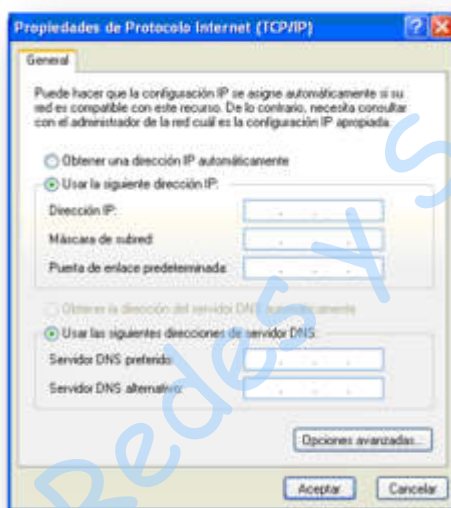 Propiedades de Protocolo Internet (TCP/IP)
General
Puede hacer que la configuración IP se asigne automáticamente si su
red es compatible con este recurso. De lo contrario, necesita consultar
con el administrador de la red cuál es la configuración IP apropiada.
Obtener una dirección IP automáticamente
Usar la siguiente dirección IP:
Dirección IP:
Máscara de subred:
Puerta de enlace predeterminada:
Obtener la dirección del servidor DNS automáticamente
Usar las siguientes direcciones de servidor DNS:
Servidor DNS preferido:
Servidor DNS alternativo:
Opciones avanzadas...
Aceptar
Cancelar
Redes y S